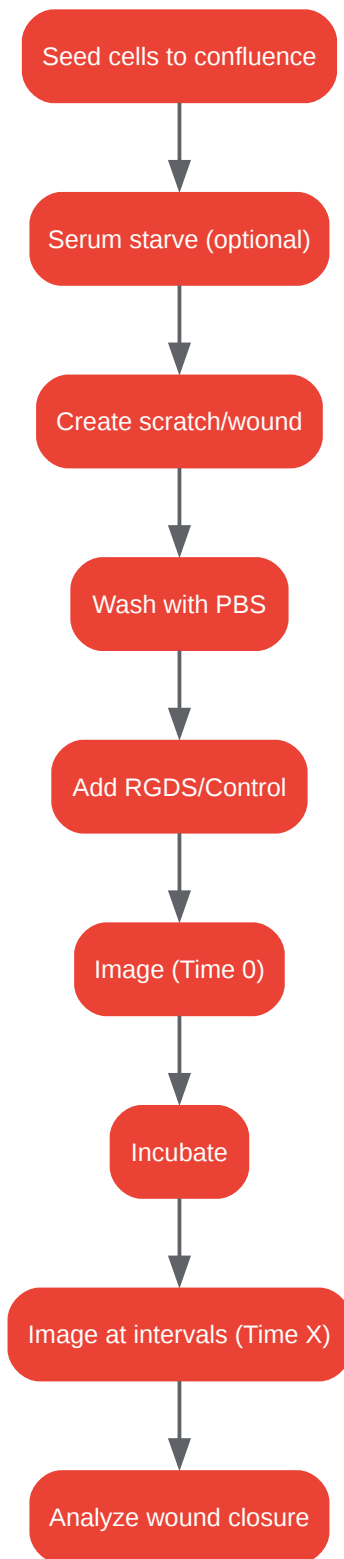 Seed cells to confluence
Serum starve (optional)
Create scratch/wound
Wash with PBS
Add RGDS/Control
Image (Time 0)
Incubate
Image at intervals (Time X)
Analyze wound closure